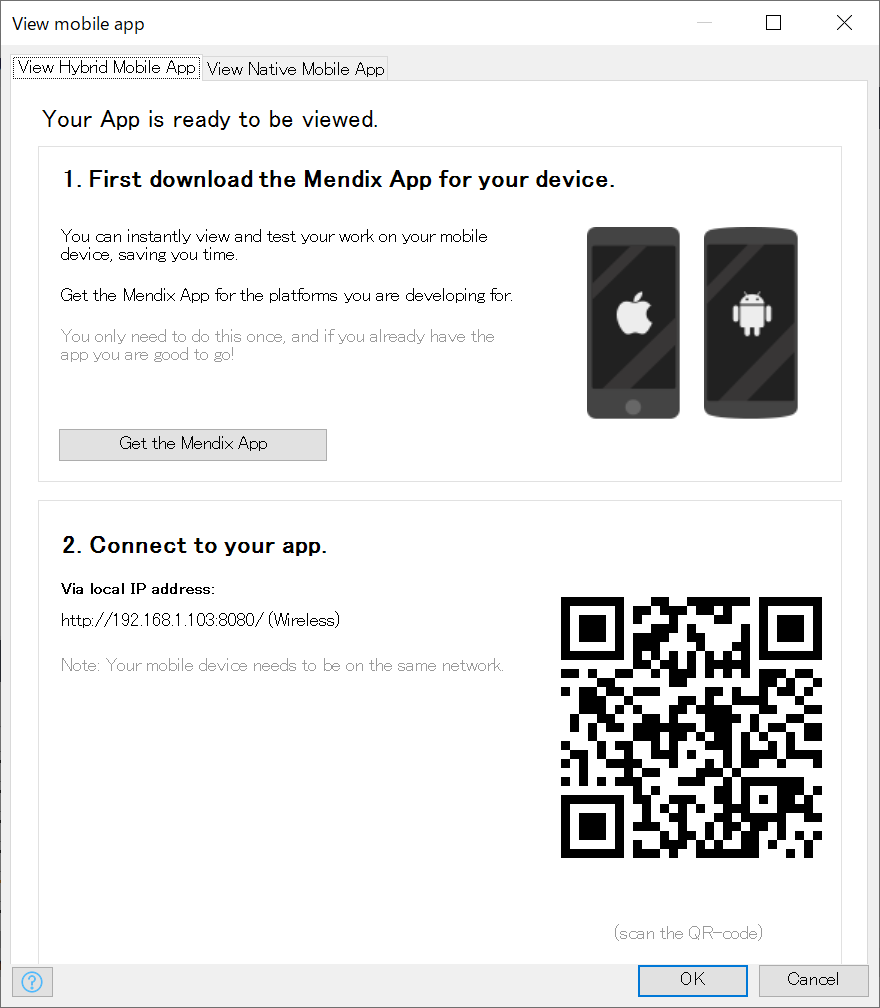 View mobile app
View Hybrid Mobile App
View Native Mobile App
Your App is ready to be viewed.
1. First download the Mendix App for your device.
You can instantly view and test your work on your mobile
device, saving you time.
Get the Mendix App for the platforms you are developing for.
You only need to do this once, and if you already have the
app you are good to go!
Get the Mendix App
2. Connect to your app.
Via local IP address:
http://192.168.1.103:8080/ (Wireless)
Note: Your mobile device needs to be on the same network.
(scan the QR-code)
?
OK
Cancel